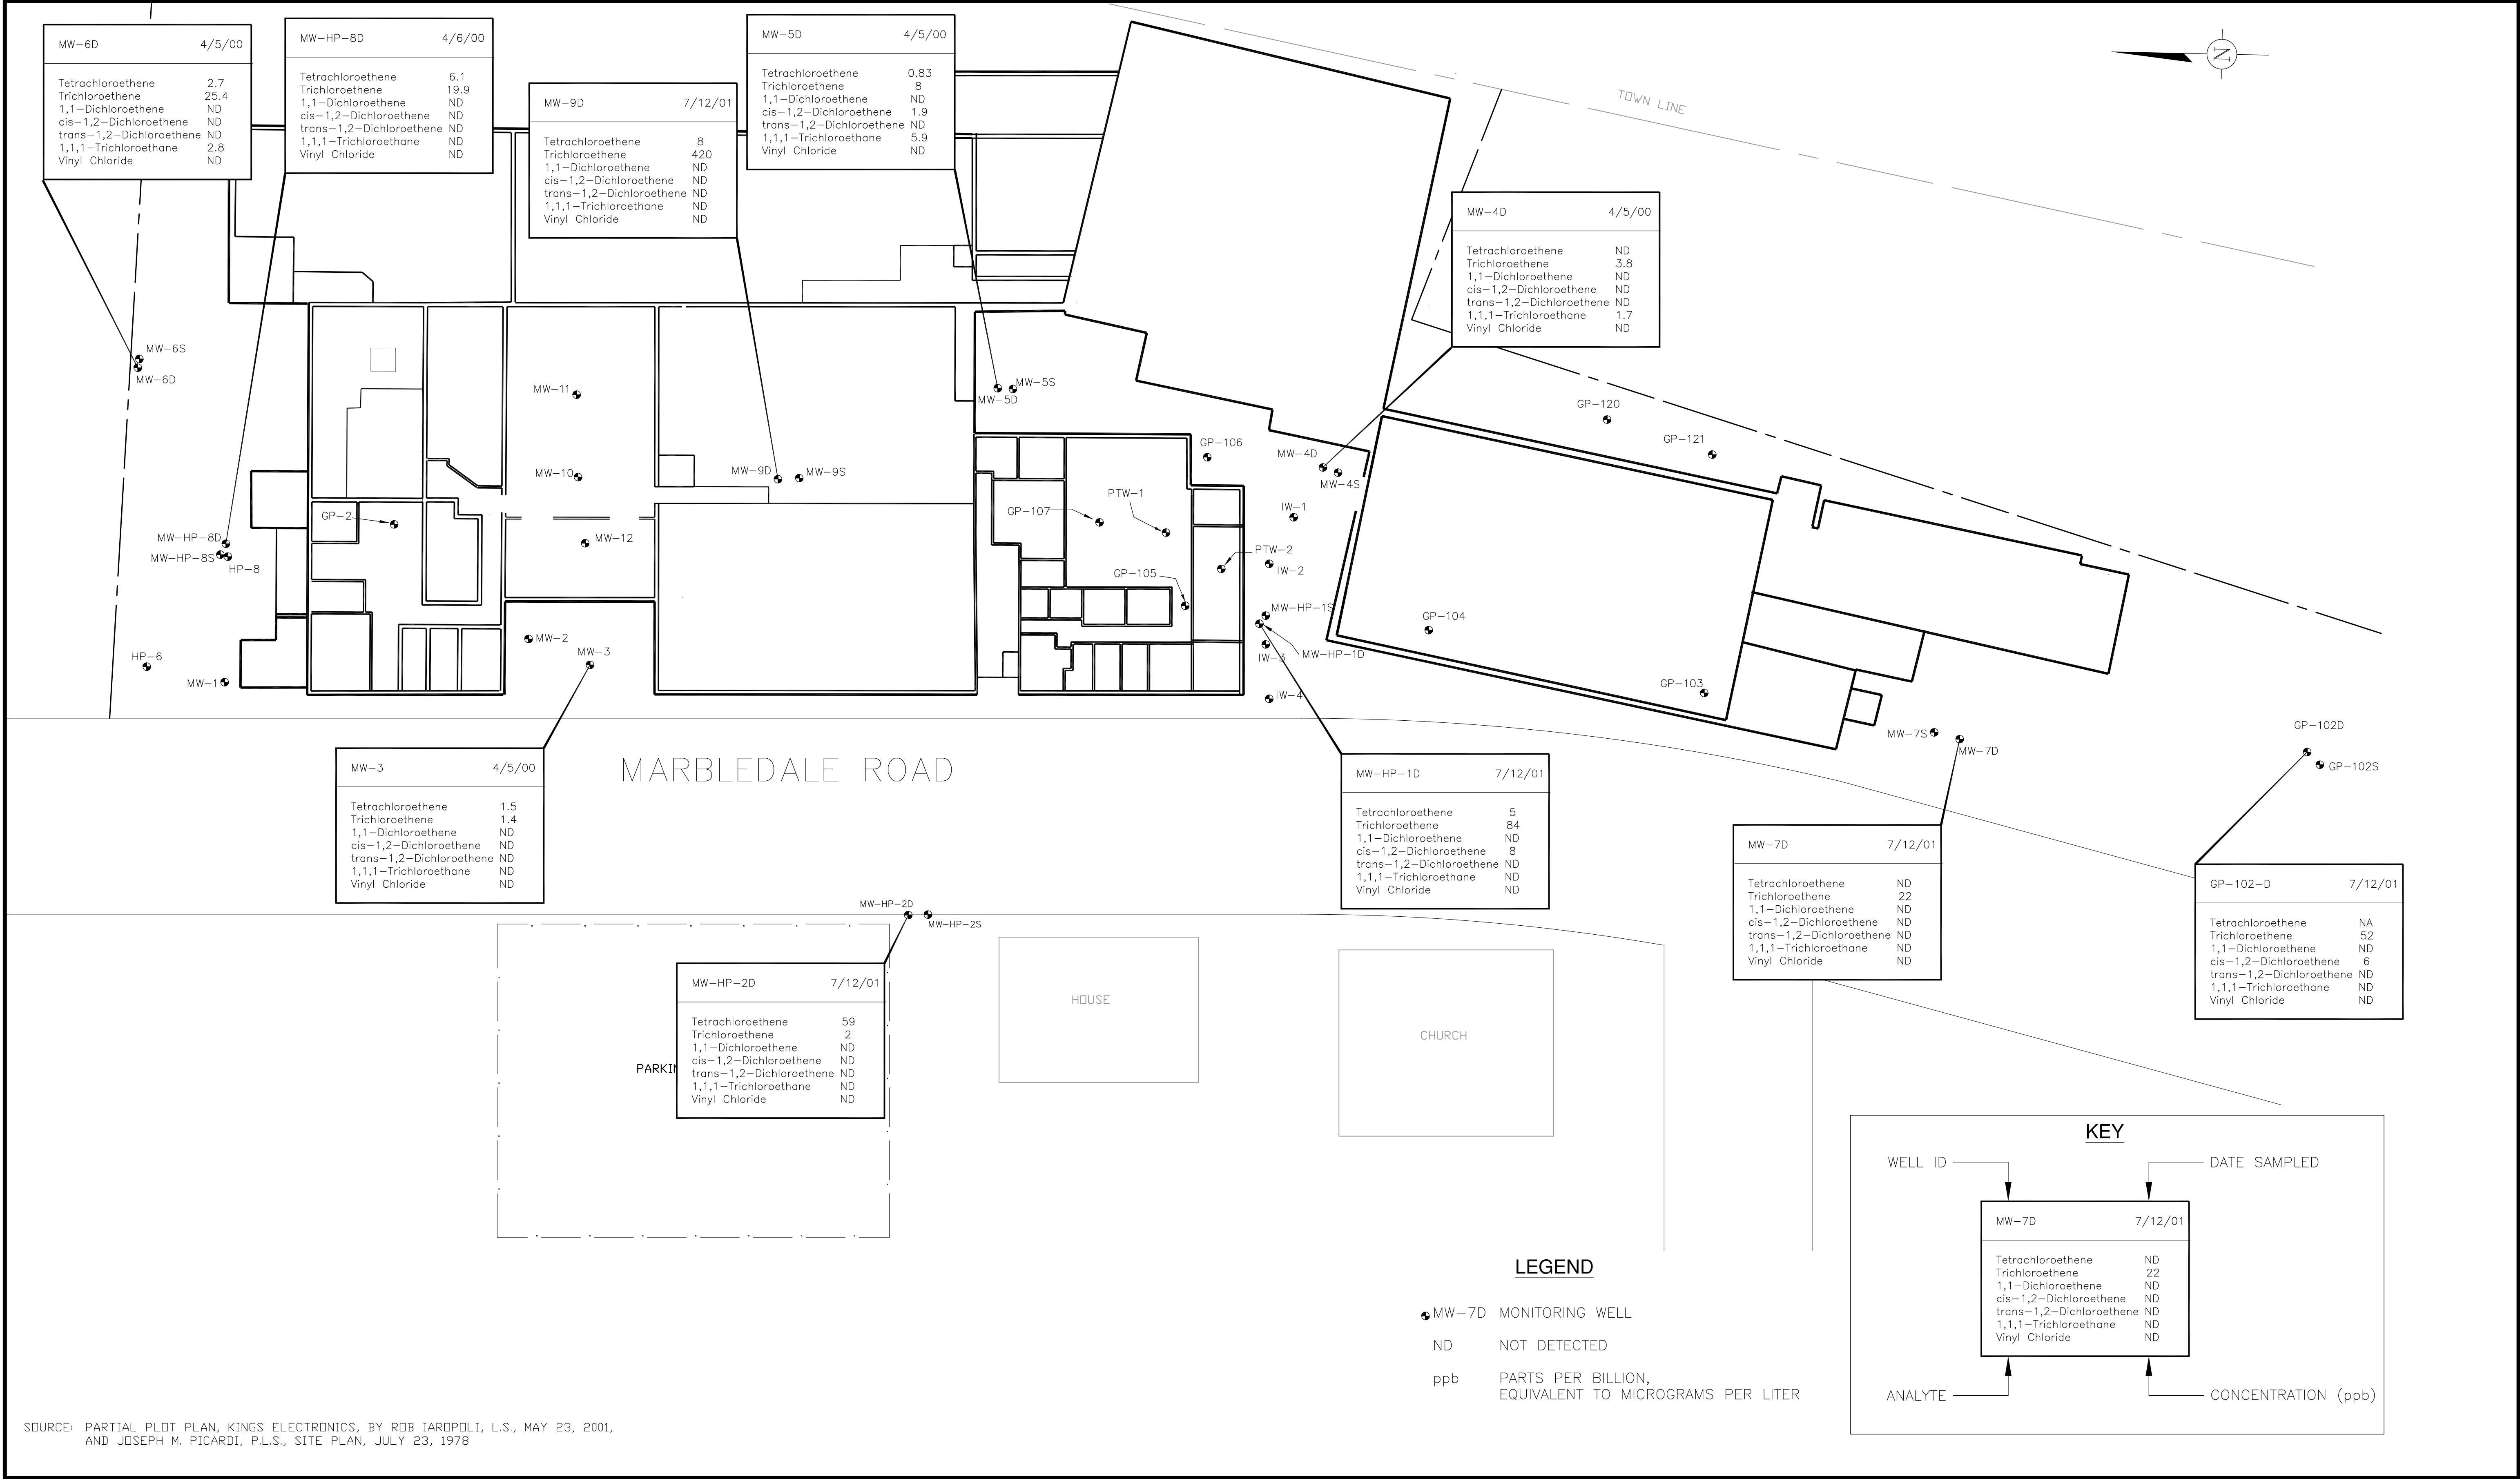 MW-6D 4/5/00
Tetrachloroethene 2.7
Trichloroethene 25.4
1,1-Dichloroethene ND
cis-1,2-Dichloroethene ND
trans-1,2-Dichloroethene ND
1,1,1-Trichloroethane 2.8
Vinyl Chloride ND
MW-HP-8D 4/6/00
Tetrachloroethene 6.1
Trichloroethene 19.9
1,1-Dichloroethene ND
cis-1,2-Dichloroethene ND
trans-1,2-Dichloroethene ND
1,1,1-Trichloroethane ND
Vinyl Chloride ND
MW-9D 7/12/01
Tetrachloroethene 8
Trichloroethene 420
1,1-Dichloroethene ND
cis-1,2-Dichloroethene ND
trans-1,2-Dichloroethene ND
1,1,1-Trichloroethane ND
Vinyl Chloride ND
MW-5D 4/5/00
Tetrachloroethene 0.83
Trichloroethene 8
1,1-Dichloroethene ND
cis-1,2-Dichloroethene 1.9
trans-1,2-Dichloroethene ND
1,1,1-Trichloroethane 5.9
Vinyl Chloride ND
N
TOWN LINE
MW-4D 4/5/00
Tetrachloroethene ND
Trichloroethene 3.8
1,1-Dichloroethene ND
cis-1,2-Dichloroethene ND
trans-1,2-Dichloroethene ND
1,1,1-Trichloroethane 1.7
Vinyl Chloride ND
MW-6S
MW-6D
MW-11
MW-5S
MW-5D
GP-120
GP-121
GP-106
MW-4D
MW-4S
MW-10
MW-9D
MW-9S
PTW-1
GP-107
IW-1
GP-2
MW-HP-8D
MW-HP-8S
HP-8
MW-12
PTW-2
IW-2
GP-105
MW-HP-1S
GP-104
MW-2
MW-3
HP-6
MW-1
IW-3
MW-HP-1D
IW-4
GP-103
MW-7S
MW-7D
GP-102D
GP-102S
MARBLEDALE ROAD
MW-3 4/5/00
Tetrachloroethene 1.5
Trichloroethene 1.4
1,1-Dichloroethene ND
cis-1,2-Dichloroethene ND
trans-1,2-Dichloroethene ND
1,1,1-Trichloroethane ND
Vinyl Chloride ND
MW-HP-1D 7/12/01
Tetrachloroethene 5
Trichloroethene 84
1,1-Dichloroethene ND
cis-1,2-Dichloroethene 8
trans-1,2-Dichloroethene ND
1,1,1-Trichloroethane ND
Vinyl Chloride ND
MW-7D 7/12/01
Tetrachloroethene ND
Trichloroethene 22
1,1-Dichloroethene ND
cis-1,2-Dichloroethene ND
trans-1,2-Dichloroethene ND
1,1,1-Trichloroethane ND
Vinyl Chloride ND
GP-102-D 7/12/01
Tetrachloroethene NA
Trichloroethene 52
1,1-Dichloroethene ND
cis-1,2-Dichloroethene 6
trans-1,2-Dichloroethene ND
1,1,1-Trichloroethane ND
Vinyl Chloride ND
MW-HP-2D
MW-HP-2S
MW-HP-2D 7/12/01
Tetrachloroethene 59
Trichloroethene 2
1,1-Dichloroethene ND
cis-1,2-Dichloroethene ND
trans-1,2-Dichloroethene ND
1,1,1-Trichloroethane ND
Vinyl Chloride ND
HOUSE
CHURCH
KEY
WELL ID
DATE SAMPLED
MW-7D 7/12/01
Tetrachloroethene ND
Trichloroethene 22
1,1-Dichloroethene ND
cis-1,2-Dichloroethene ND
trans-1,2-Dichloroethene ND
1,1,1-Trichloroethane ND
Vinyl Chloride ND
ANALYTE
CONCENTRATION (ppb)
LEGEND
MW-7D MONITORING WELL
ND NOT DETECTED
ppb PARTS PER BILLION,
EQUIVALENT TO MICROGRAMS PER LITER
SOURCE: PARTIAL PLOT PLAN, KINGS ELECTRONICS, BY ROB IAROPOLI, L.S., MAY 23, 2001,
AND JOSEPH M. PICARDI, P.L.S., SITE PLAN, JULY 23, 1978